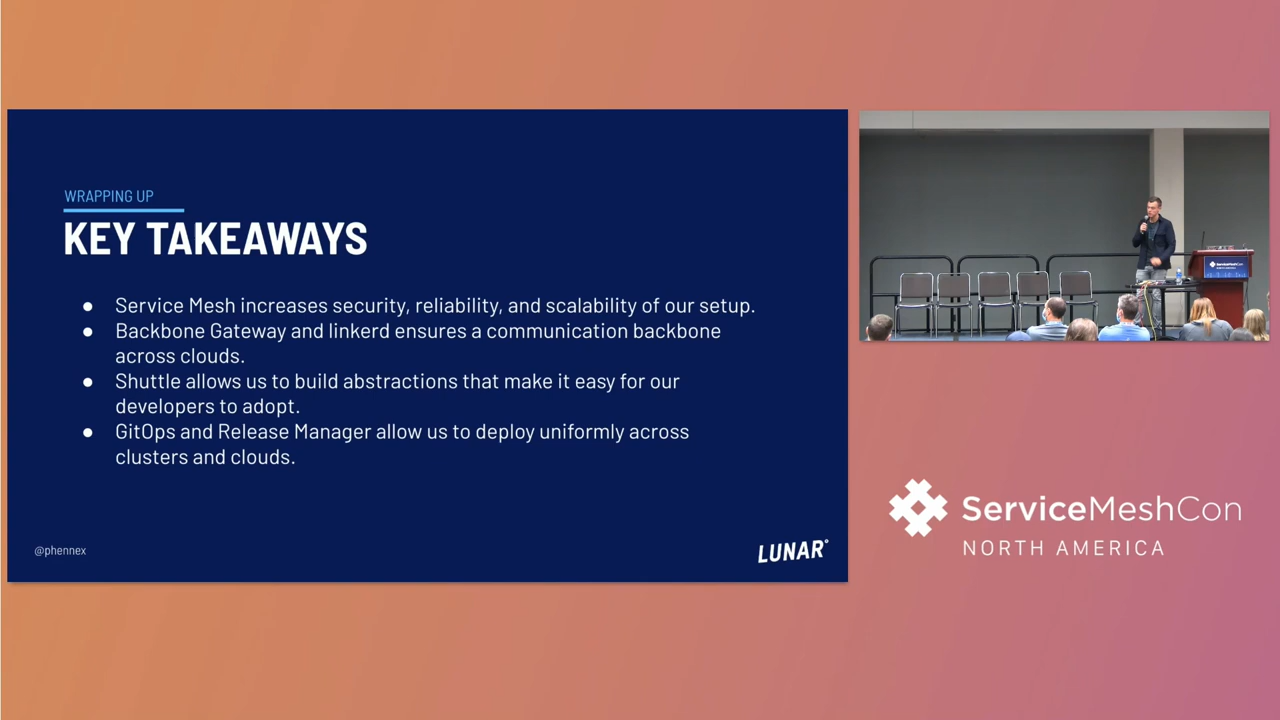 WRAPPING UP
KEY TAKEAWAYS
● Service Mesh increases security, reliability, and scalability of our setup.
● Backbone Gateway and linkerd ensures a communication backbone
across clouds.
● Shuttle allows us to build abstractions that make it easy for our
developers to adopt.
● GitOps and Release Manager allow us to deploy uniformly across
clusters and clouds.
@phennex
LUNAR°
ServiceMeshCon
ServiceMeshCon
NORTH AMERICA